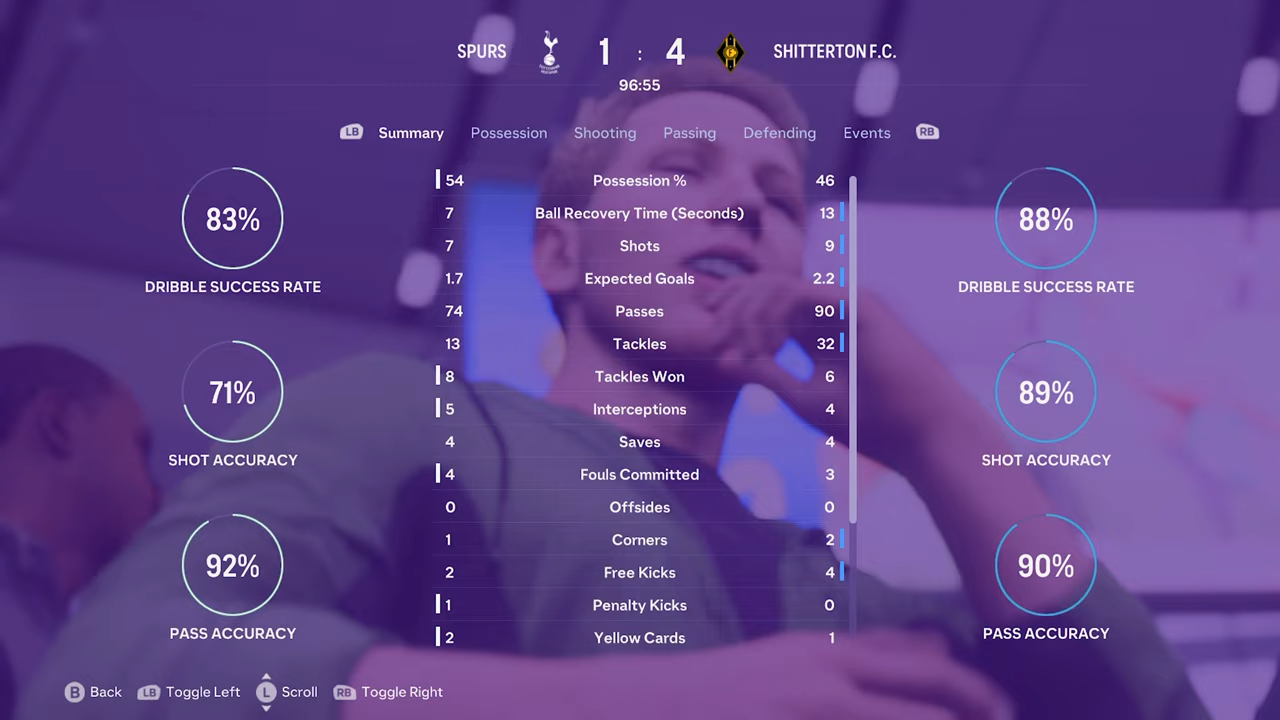 SPURS 1 : 4 SHITTERTON F.C.
96:55
LB Summary Possession Shooting Passing Defending Events RB
54 Possession % 46
7 Ball Recovery Time (Seconds) 13
7 Shots 9
1.7 Expected Goals 2.2
74 Passes 90
13 Tackles 32
8 Tackles Won 6
5 Interceptions 4
4 Saves 4
4 Fouls Committed 3
0 Offsides 0
1 Corners 2
2 Free Kicks 4
1 Penalty Kicks 0
2 Yellow Cards 1
83%
DRIBBLE SUCCESS RATE
71%
SHOT ACCURACY
92%
PASS ACCURACY
88%
DRIBBLE SUCCESS RATE
89%
SHOT ACCURACY
90%
PASS ACCURACY
B Back LB Toggle Left L Scroll RB Toggle Right